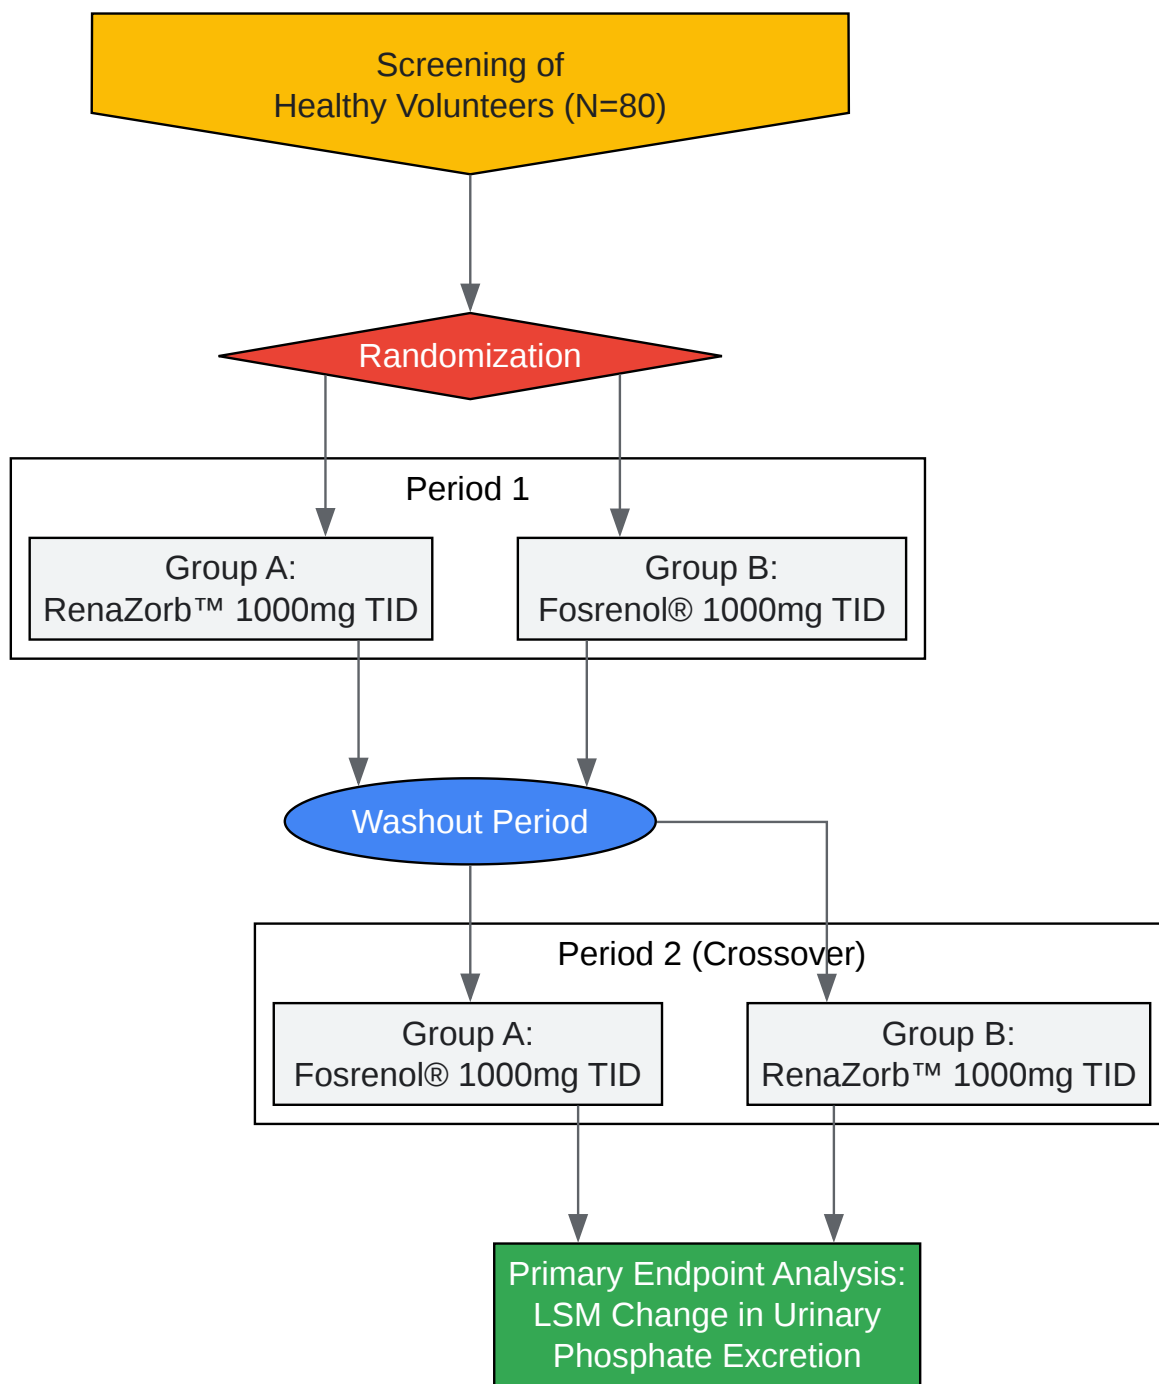 Screening of
Healthy Volunteers (N=80)
Randomization
Period 1
Group A:
RenaZorb™ 1000mg TID
Group B:
Fosrenol® 1000mg TID
Washout Period
Period 2 (Crossover)
Group A:
Fosrenol® 1000mg TID
Group B:
RenaZorb™ 1000mg TID
Primary Endpoint Analysis:
LSM Change in Urinary
Phosphate Excretion